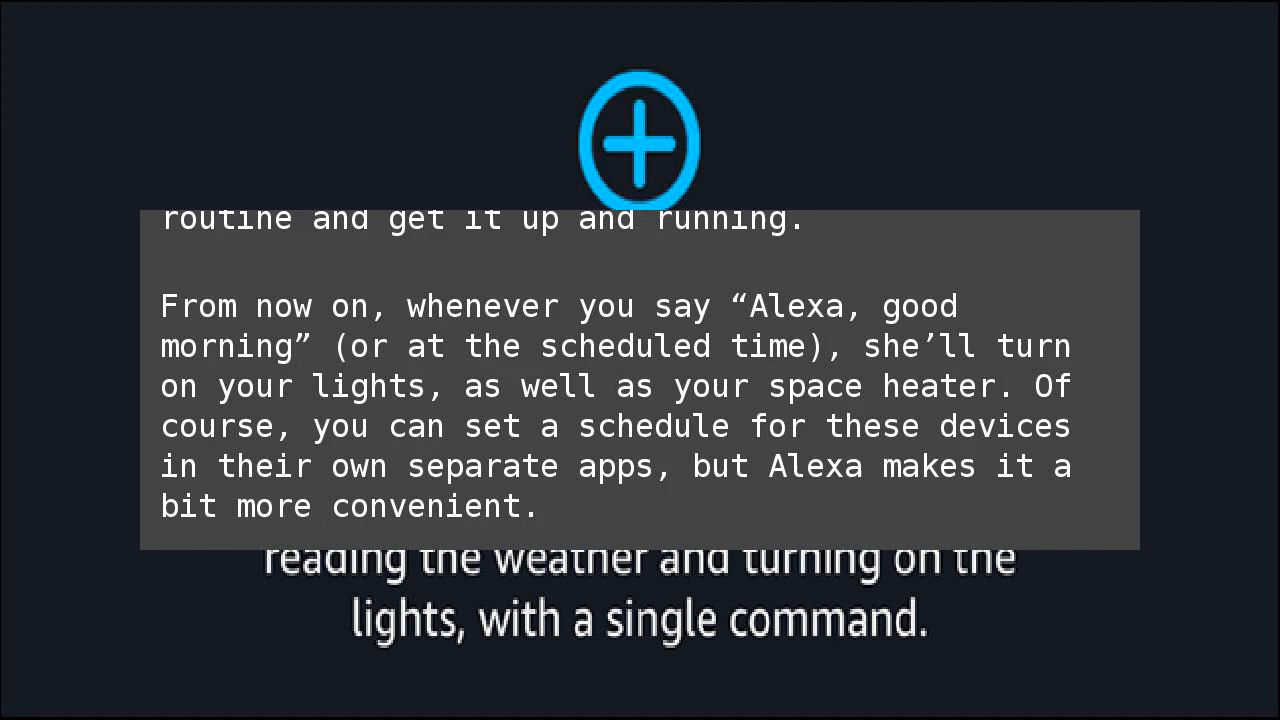 routine and get it up and running.
From now on, whenever you say “Alexa, good
morning” (or at the scheduled time), she’ll turn
on your lights, as well as your space heater. Of
course, you can set a schedule for these devices
in their own separate apps, but Alexa makes it a
bit more convenient.
reading the weather and turning on the
lights, with a single command.